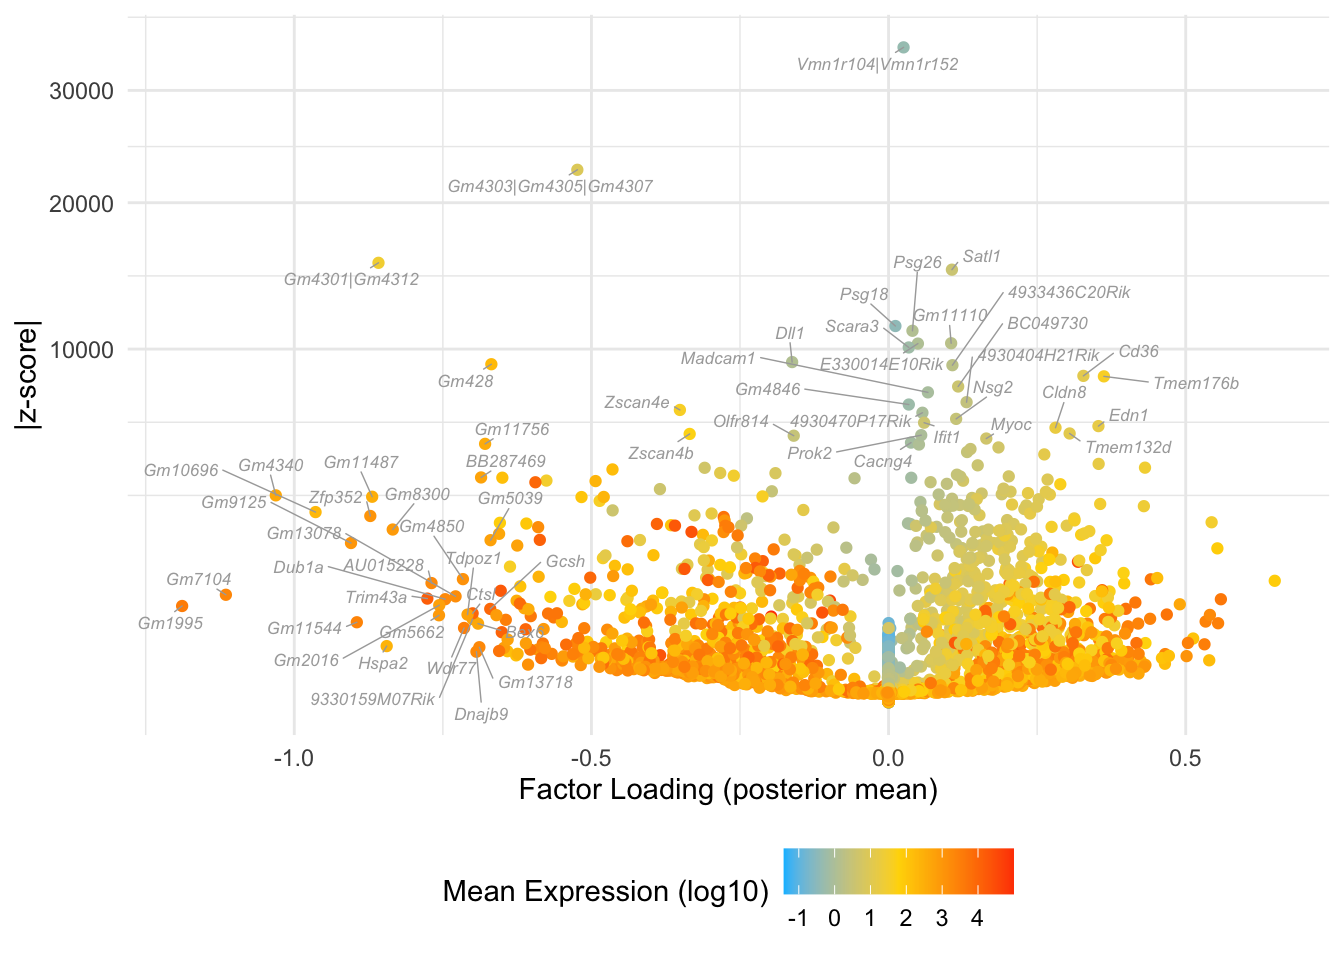 Vmn1r104|Vmn1r152
30000
Gm4303|Gm4305|Gm4307
20000
Psg26
Satl1
Gm4301|Gm4312
Psg18
4933436C20Rik
Gm11110
Scara3
BC049730
Dll1
10000
Madcam1
E330014E10Rik
4930404H21Rik
Cd36
Gm428
Tmem176b
Gm4846
Nsg2
Cldn8
Zscan4e
Olfr814
4930470P17Rik
Edn1
Gm11756
Ifit1
Myoc
Zscan4b
Prok2
Cacng4
Tmem132d
Gm10696
Gm4340
Gm11487
BB287469
Gm9125
Zfp352
Gm8300
Gm5039
Gm13078
Gm4850
Dub1a
AU015228
Tdpoz1
Gcsh
Gm7104
Trim43a
Ctsl
Gm1995
Gm11544
Gm5662
Bex6
Gm2016
Hspa2
Wdr77
Gm13718
9330159M07Rik
Dnajb9
|z-score|
-1.0
-0.5
0.0
0.5
Factor Loading (posterior mean)
Mean Expression (log10)
-1
0
1
2
3
4